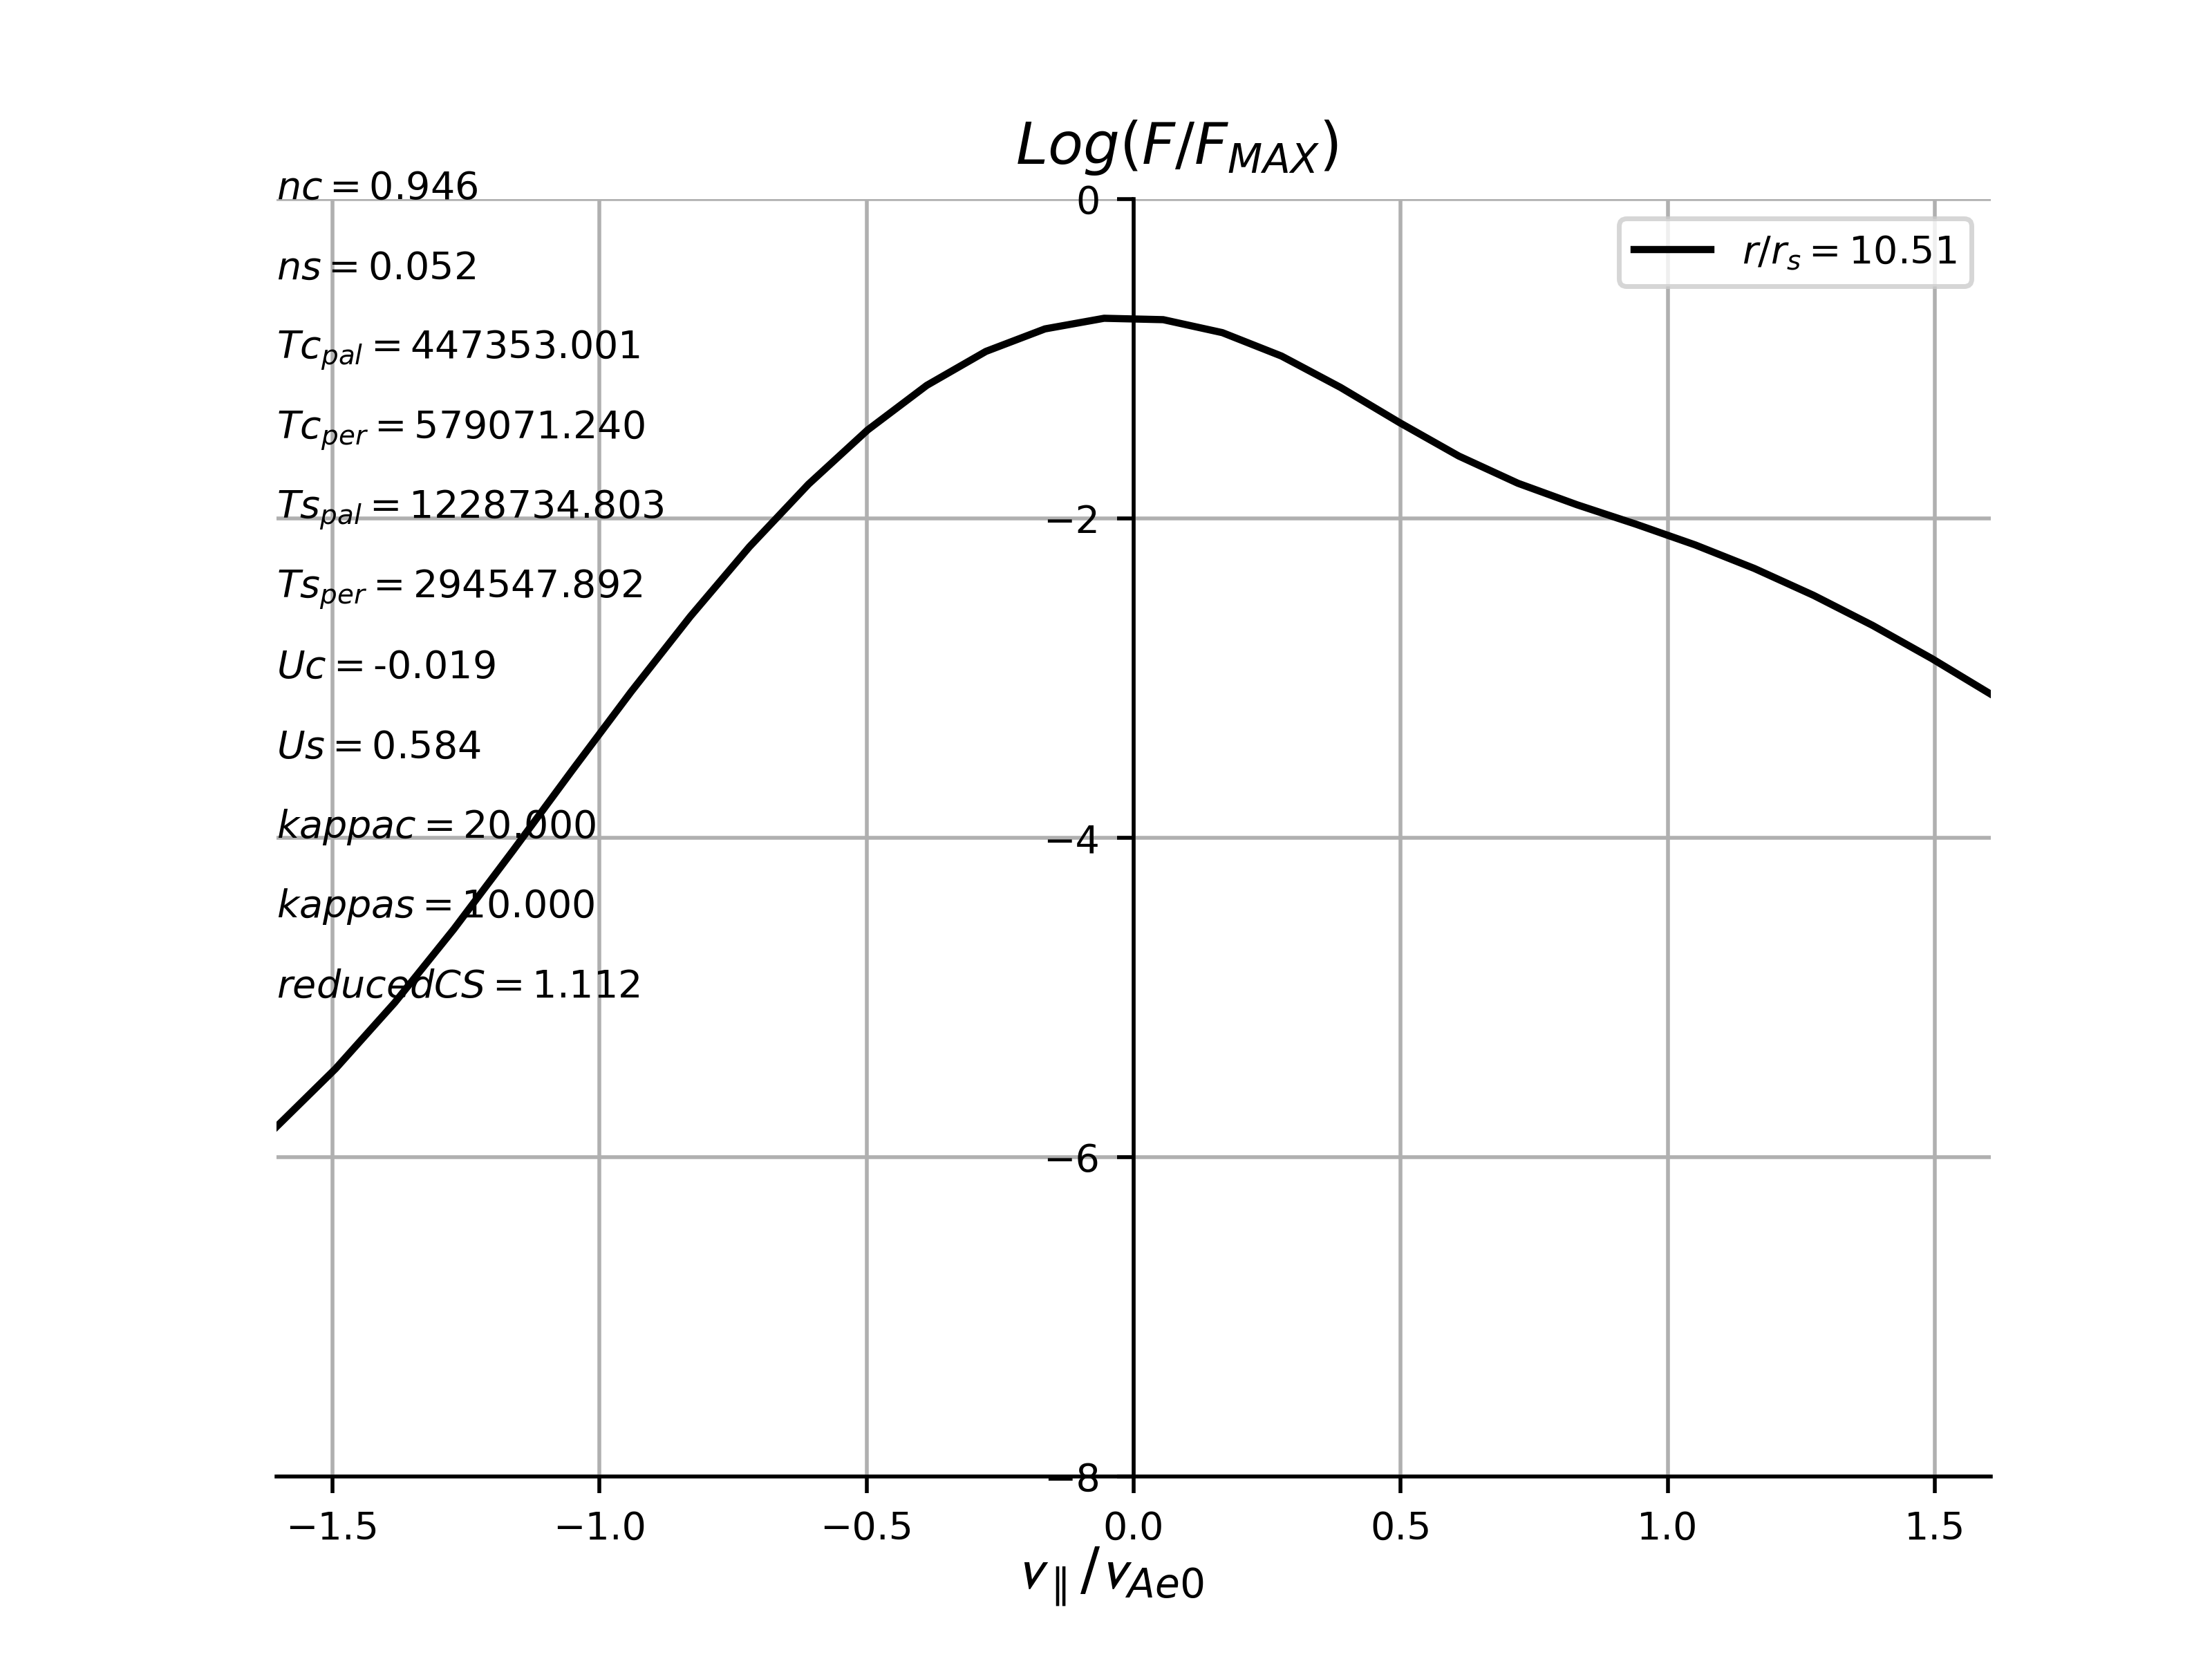 Log(F/F_MAX)
nc = 0.946
ns = 0.052
Tc_pal = 447353.001
Tc_per = 579071.240
Ts_pal = 1228734.803
Ts_per = 294547.892
Uc = -0.019
Us = 0.584
kappac = 20.000
kappas = 10.000
reducedCS = 1.112
r/r_s = 10.51
0
−2
−4
−6
−8
−1.5 −1.0 −0.5 0.0 0.5 1.0 1.5
v_∥/v_Ae0